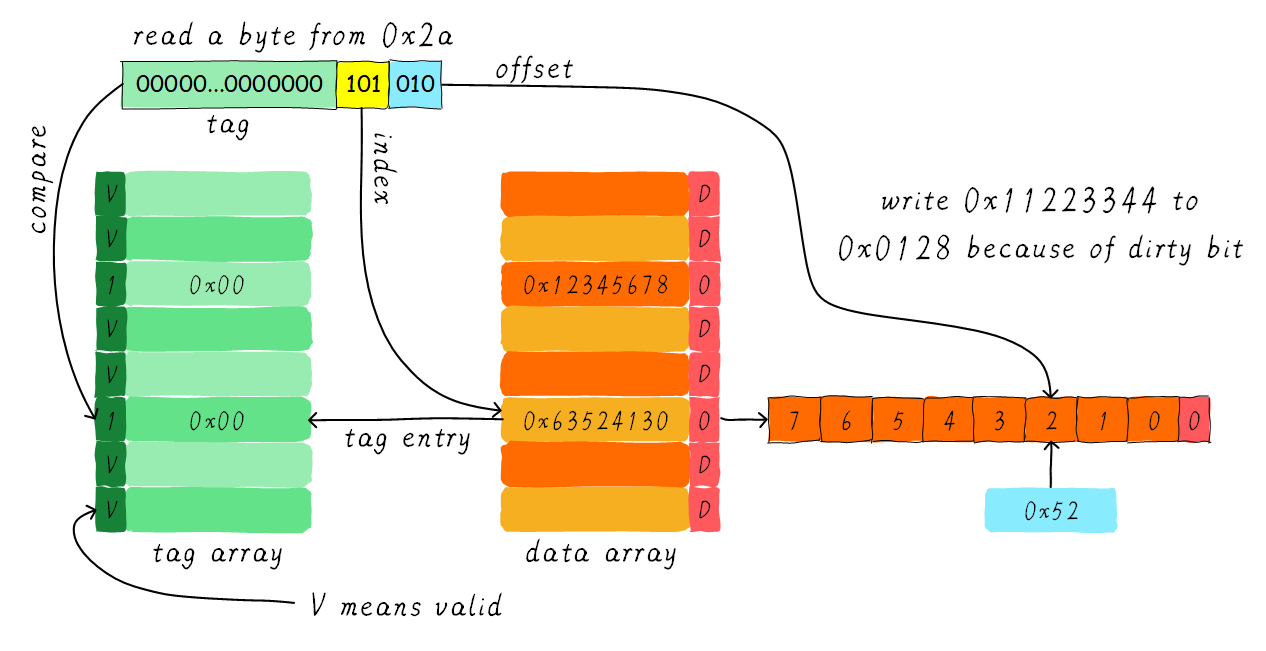 read a byte from 0x2a
00000...0000000 101 010
offset
tag
compare
index
write 0x11223344 to
0x0128 because of dirty bit
V D
V D
1 0x00 0x12345678 0
V D
V D
1 0x00 0x63524130 0 7 6 5 4 3 2 1 0 0
tag entry
V D
V D
0x52
tag array
data array
V means valid